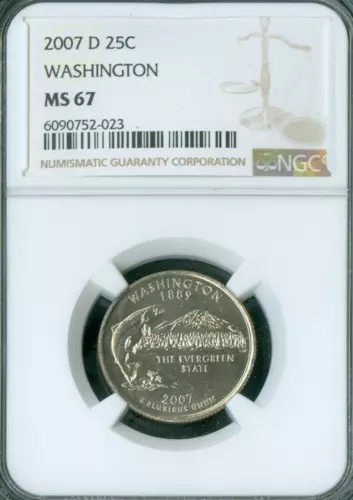 2007 D 25C
WASHINGTON
MS 67
6090752-023
NUMISMATIC GUARANTY CORPORATION
NGC
WASHINGTON
1889
THE EVERGREEN
STATE
2007
E PLURIBUS UNUM